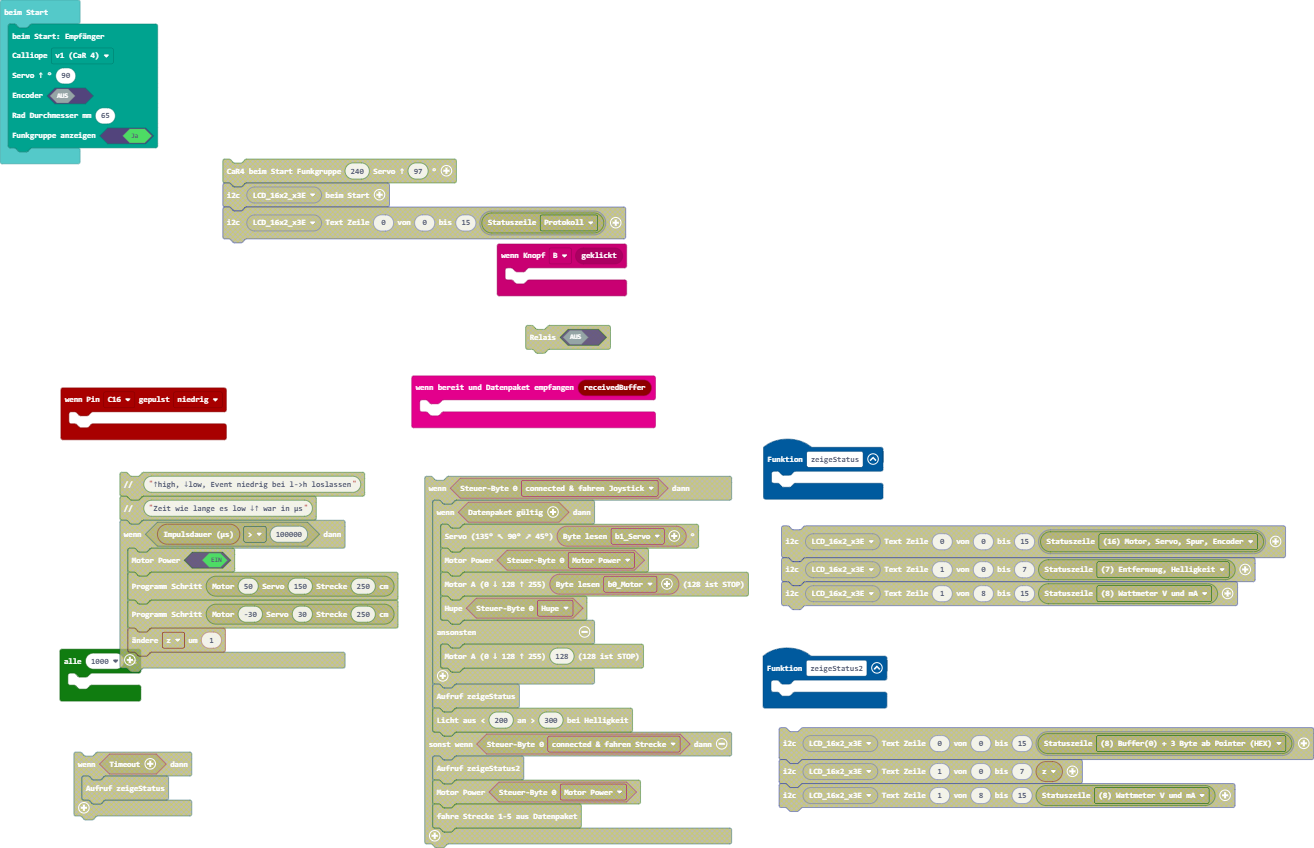 beim Start
beim Start: Empfänger
Calliope v1 (CaR 4)
Servo ↑ ° 90
Encoder AUS
Rad Durchmesser mm 65
Funkgruppe anzeigen Ja
CaR4 beim Start Funkgruppe 240 Servo ↑ 97 °
i2c LCD_16x2_x3E beim Start
i2c LCD_16x2_x3E Text Zeile 0 von 0 bis 15 Statuszeile Protokoll
wenn Knopf B geklickt
Relais AUS
wenn Pin C16 gepulst niedrig
wenn bereit und Datenpaket empfangen receivedBuffer
// "↑high, ↓low, Event niedrig bei l->h loslassen"
// "Zeit wie lange es low ↓↑ war in µs"
wenn Impulsdauer (µs) > 100000 dann
Motor Power EIN
Programm Schritt Motor 50 Servo 150 Strecke 250 cm
Programm Schritt Motor -30 Servo 30 Strecke 250 cm
ändere z um 1
alle 1000
wenn Timeout dann
Aufruf zeigeStatus
wenn Steuer-Byte 0 connected & fahren Joystick dann
wenn Datenpaket gültig dann
Servo (135° ↖ 90° ↗ 45°) Byte lesen b1_Servo °
Motor Power Steuer-Byte 0 Motor Power
Motor A (0 ↓ 128 ↑ 255) Byte lesen b0_Motor (128 ist STOP)
Hupe Steuer-Byte 0 Hupe
ansonsten
Motor A (0 ↓ 128 ↑ 255) 128 (128 ist STOP)
Aufruf zeigeStatus
Licht aus < 200 an > 300 bei Helligkeit
sonst wenn Steuer-Byte 0 connected & fahren Strecke dann
Aufruf zeigeStatus2
Motor Power Steuer-Byte 0 Motor Power
fahre Strecke 1-5 aus Datenpaket
Funktion zeigeStatus
i2c LCD_16x2_x3E Text Zeile 0 von 0 bis 15 Statuszeile (16) Motor, Servo, Spur, Encoder
i2c LCD_16x2_x3E Text Zeile 1 von 0 bis 7 Statuszeile (7) Entfernung, Helligkeit
i2c LCD_16x2_x3E Text Zeile 1 von 8 bis 15 Statuszeile (8) Wattmeter V und mA
Funktion zeigeStatus2
i2c LCD_16x2_x3E Text Zeile 0 von 0 bis 15 Statuszeile (8) Buffer(0) + 3 Byte ab Pointer (HEX)
i2c LCD_16x2_x3E Text Zeile 1 von 0 bis 7 z
i2c LCD_16x2_x3E Text Zeile 1 von 8 bis 15 Statuszeile (8) Wattmeter V und mA